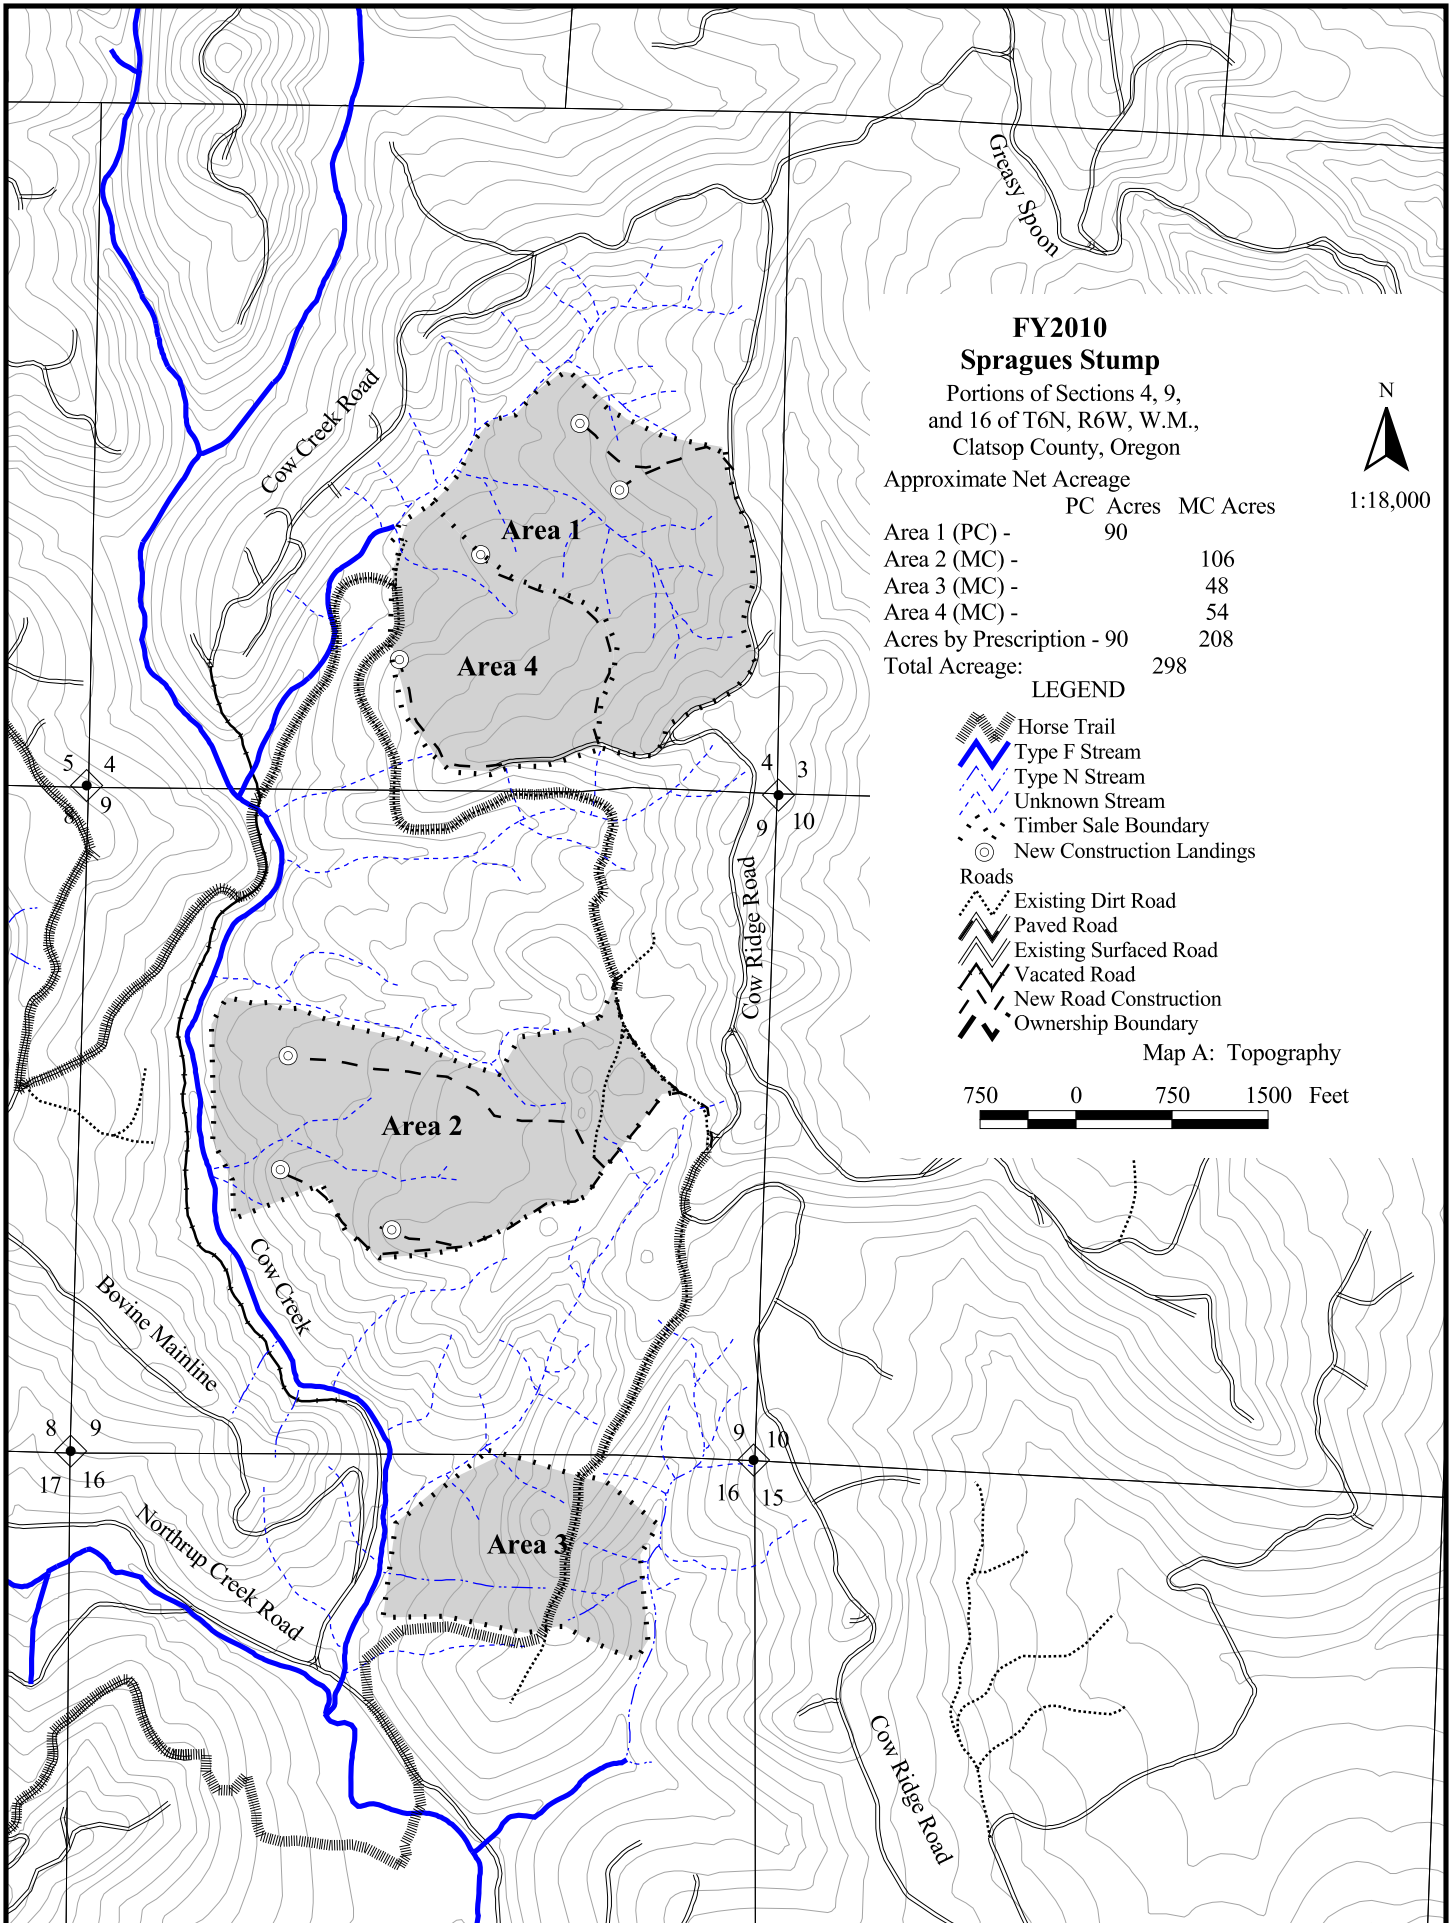 Greasy Spoon
FY2010
Spragues Stump
Portions of Sections 4, 9,
and 16 of T6N, R6W, W.M.,
Clatsop County, Oregon
N
1:18,000
Approximate Net Acreage
PC Acres MC Acres
Area 1 (PC) - 90
Area 2 (MC) - 106
Area 3 (MC) - 48
Area 4 (MC) - 54
Acres by Prescription - 90 208
Total Acreage: 298
LEGEND
Horse Trail
Type F Stream
Type N Stream
Unknown Stream
Timber Sale Boundary
New Construction Landings
Roads
Existing Dirt Road
Paved Road
Existing Surfaced Road
Vacated Road
New Road Construction
Ownership Boundary
Map A: Topography
750 0 750 1500 Feet
Cow Creek Road
Area 1
Area 4
5 4
8 9
4 3
9 10
Cow Ridge Road
Area 2
Cow Creek
Bovine Mainline
8 9
17 16
9 10
16 15
Northrup Creek Road
Area 3
Cow Ridge Road